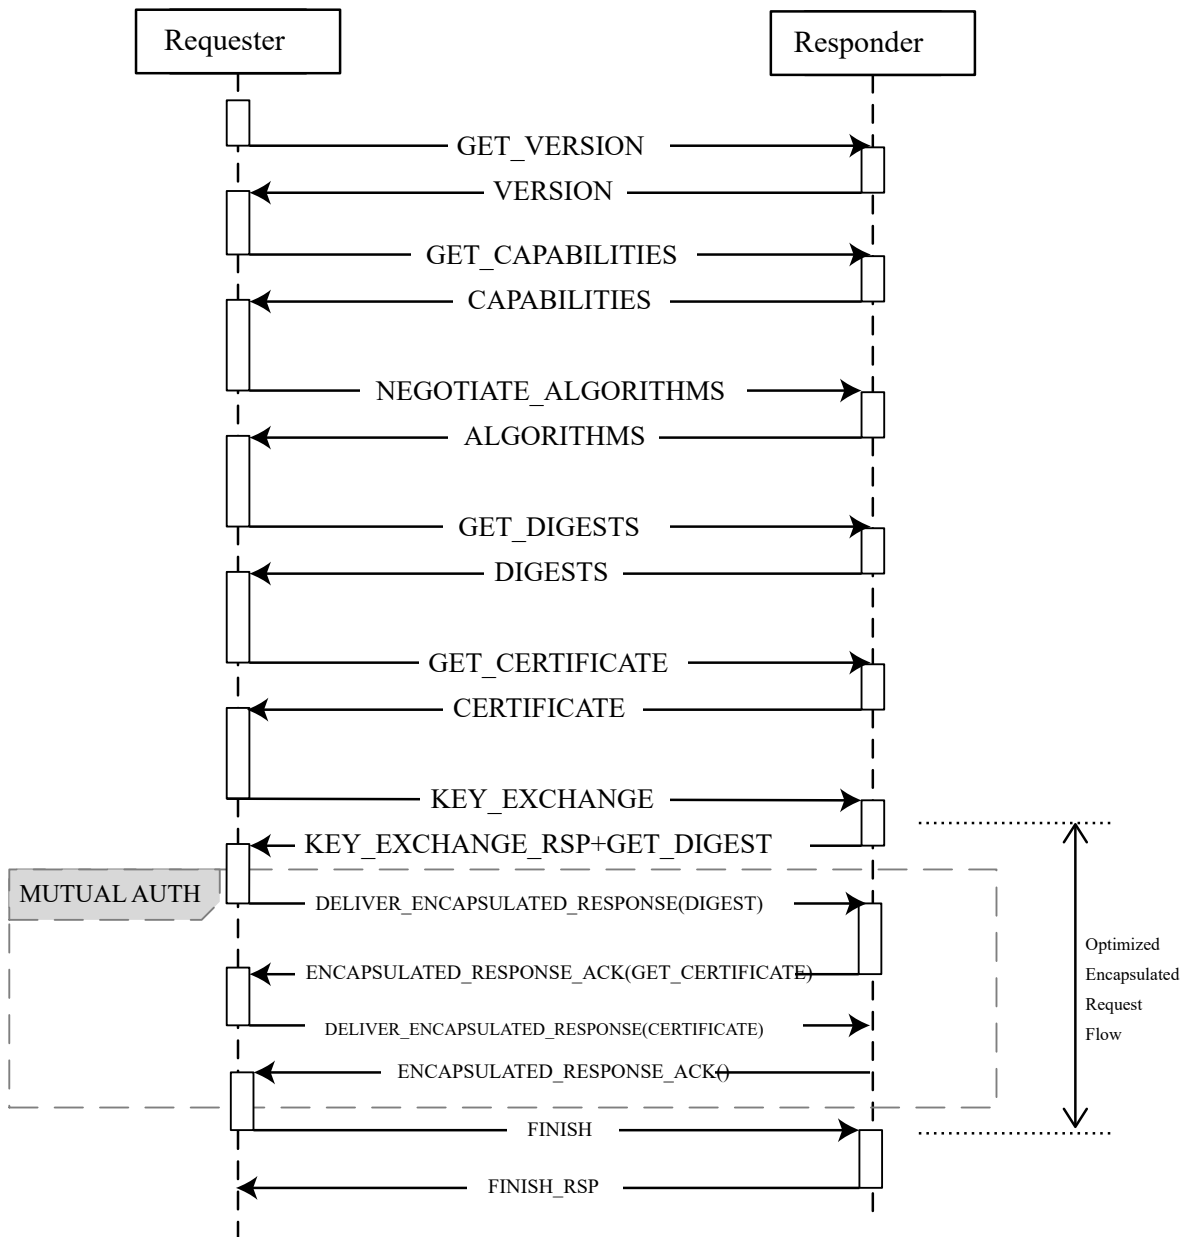 Requester
Responder
GET_VERSION
VERSION
GET_CAPABILITIES
CAPABILITIES
NEGOTIATE_ALGORITHMS
ALGORITHMS
GET_DIGESTS
DIGESTS
GET_CERTIFICATE
CERTIFICATE
KEY_EXCHANGE
KEY_EXCHANGE_RSP+GET_DIGEST
MUTUAL AUTH
DELIVER_ENCAPSULATED_RESPONSE(DIGEST)
ENCAPSULATED_RESPONSE_ACK(GET_CERTIFICATE)
DELIVER_ENCAPSULATED_RESPONSE(CERTIFICATE)
ENCAPSULATED_RESPONSE_ACK()
FINISH
FINISH_RSP
Optimized
Encapsulated
Request
Flow